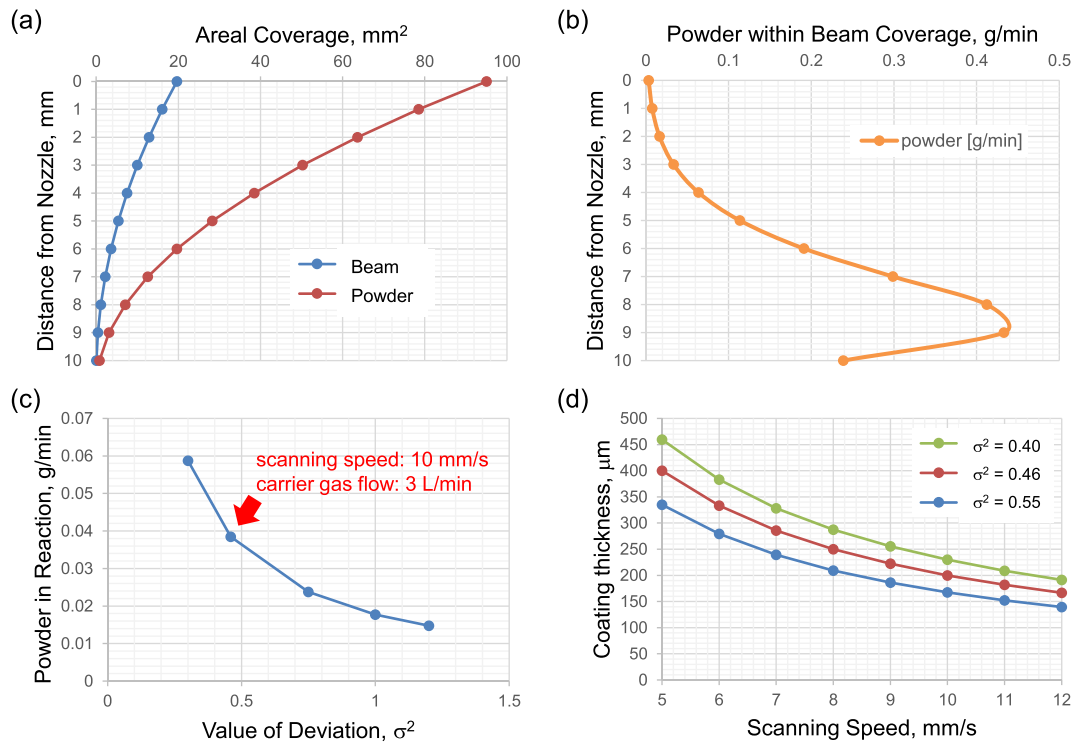 (a)
Areal Coverage, mm²
0 20 40 60 80 100
Distance from Nozzle, mm
0
1
2
3
4
5
6
7
8
9
10
Beam
Powder
(b)
Powder within Beam Coverage, g/min
0 0.1 0.2 0.3 0.4 0.5
Distance from Nozzle, mm
0
1
2
3
4
5
6
7
8
9
10
powder [g/min]
(c)
Powder in Reaction, g/min
0.07
0.06
0.05
0.04
0.03
0.02
0.01
0
scanning speed: 10 mm/s
carrier gas flow: 3 L/min
0 0.5 1 1.5
Value of Deviation, σ²
(d)
Coating thickness, μm
500
450
400
350
300
250
200
150
100
50
0
σ² = 0.40
σ² = 0.46
σ² = 0.55
5 6 7 8 9 10 11 12
Scanning Speed, mm/s